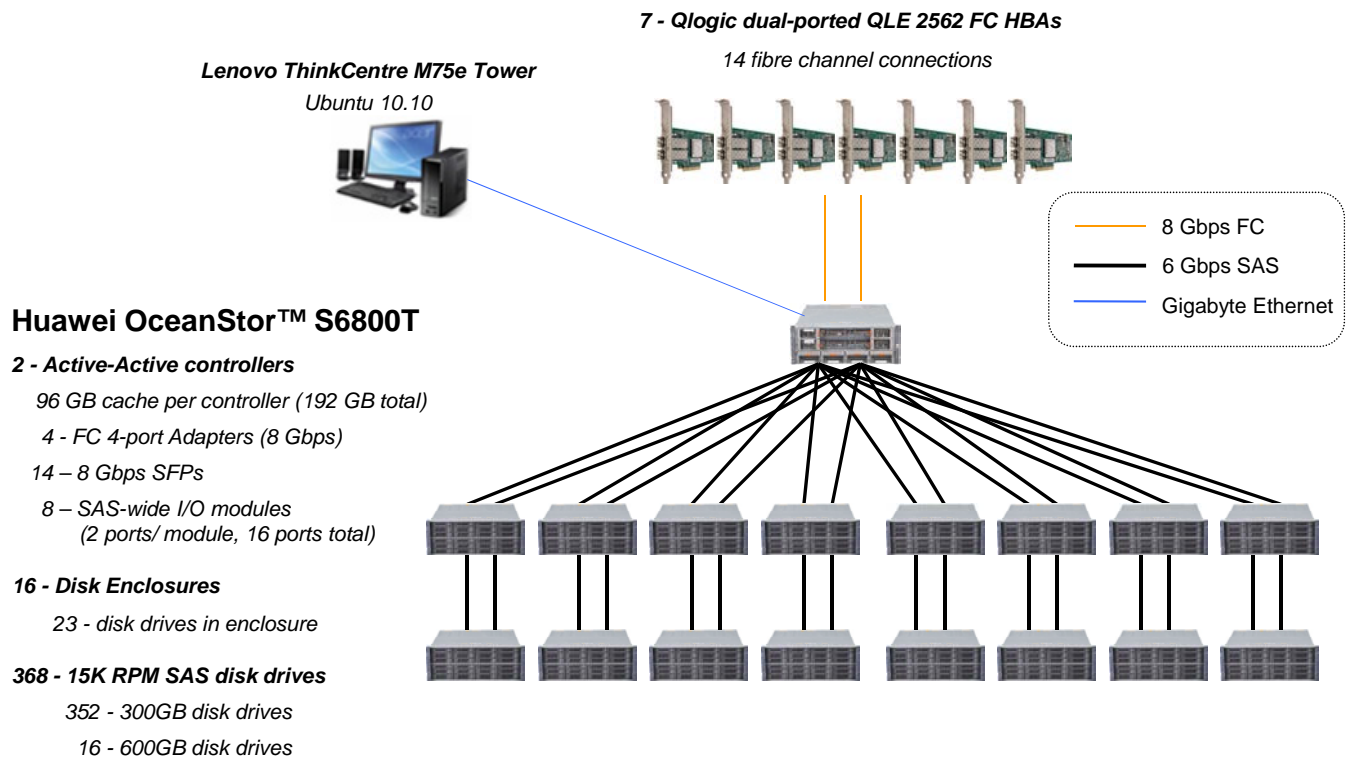 7 - Qlogic dual-ported QLE 2562 FC HBAs
14 fibre channel connections
Lenovo ThinkCentre M75e Tower
Ubuntu 10.10
8 Gbps FC
6 Gbps SAS
Gigabyte Ethernet
Huawei OceanStor™ S6800T
2 - Active-Active controllers
96 GB cache per controller (192 GB total)
4 - FC 4-port Adapters (8 Gbps)
14 – 8 Gbps SFPs
8 – SAS-wide I/O modules
(2 ports/ module, 16 ports total)
16 - Disk Enclosures
23 - disk drives in enclosure
368 - 15K RPM SAS disk drives
352 - 300GB disk drives
16 - 600GB disk drives